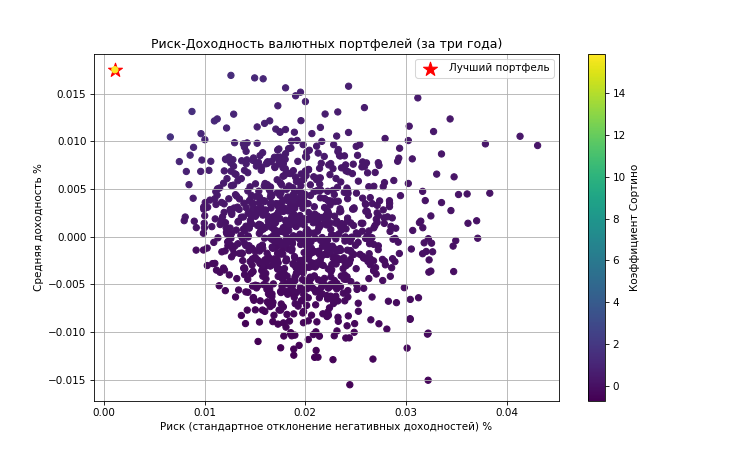 Риск-Доходность валютных портфелей (за три года)
Лучший портфель
Средняя доходность %
0.015
0.010
0.005
0.000
−0.005
−0.010
−0.015
0.00 0.01 0.02 0.03 0.04
Риск (стандартное отклонение негативных доходностей) %
14
12
10
8
6
4
2
0
Коэффициент Сортино